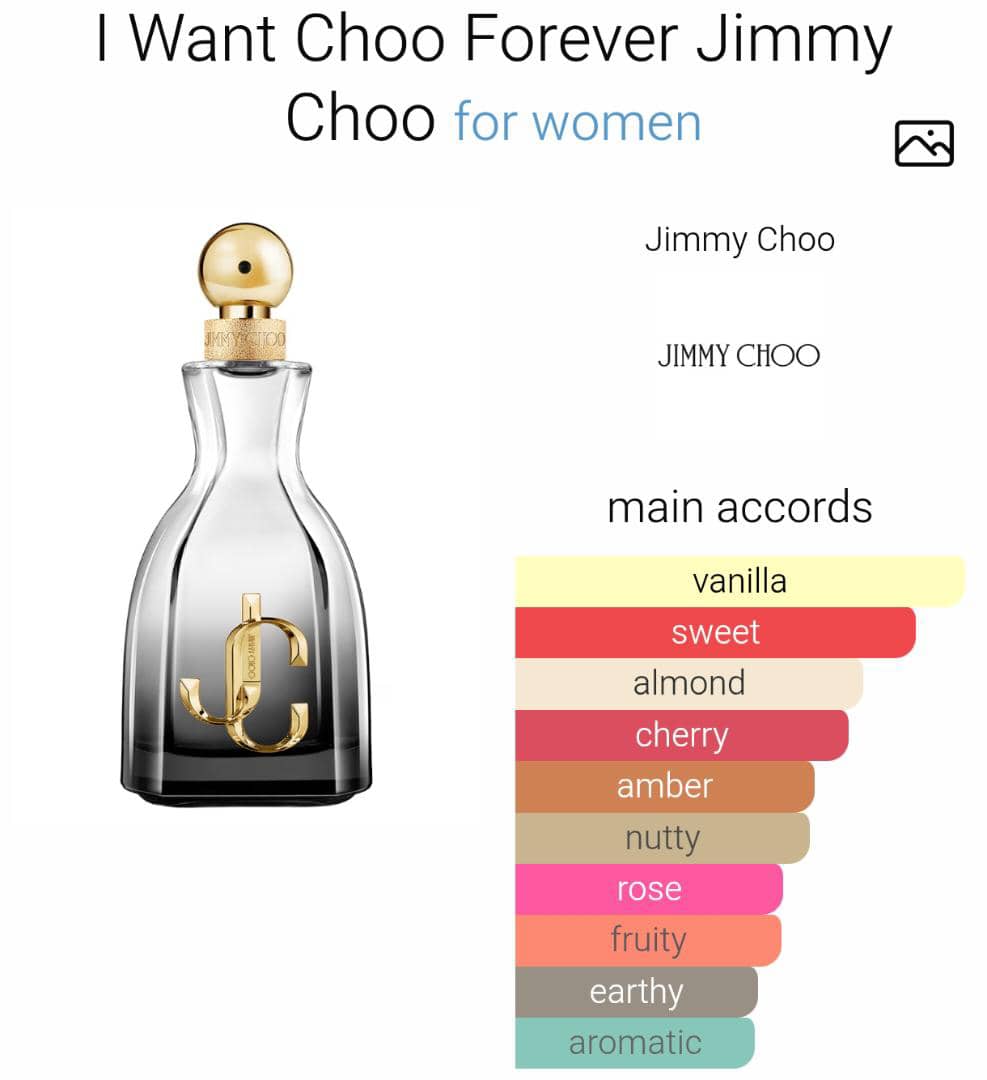 I Want Choo Forever Jimmy
Choo for women
Jimmy Choo
JIMMY CHOO
JIMMY CHOO
JIMMY CHOO
main accords
vanilla
sweet
almond
cherry
amber
nutty
rose
fruity
earthy
aromatic